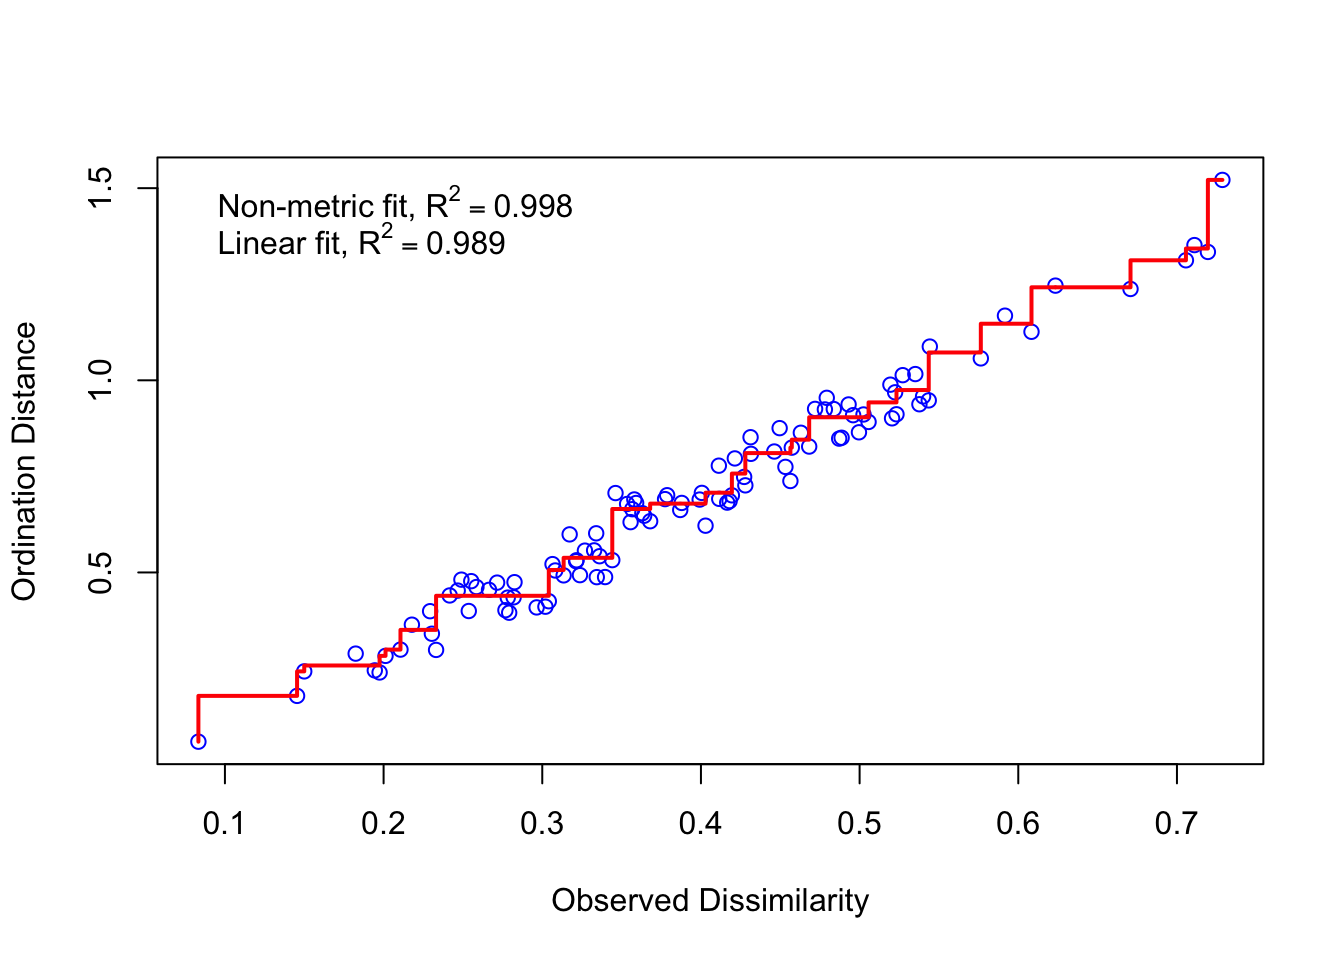 Non-metric fit, R² = 0.998
Linear fit, R² = 0.989
Ordination Distance
1.5
1.0
0.5
0.1 0.2 0.3 0.4 0.5 0.6 0.7
Observed Dissimilarity